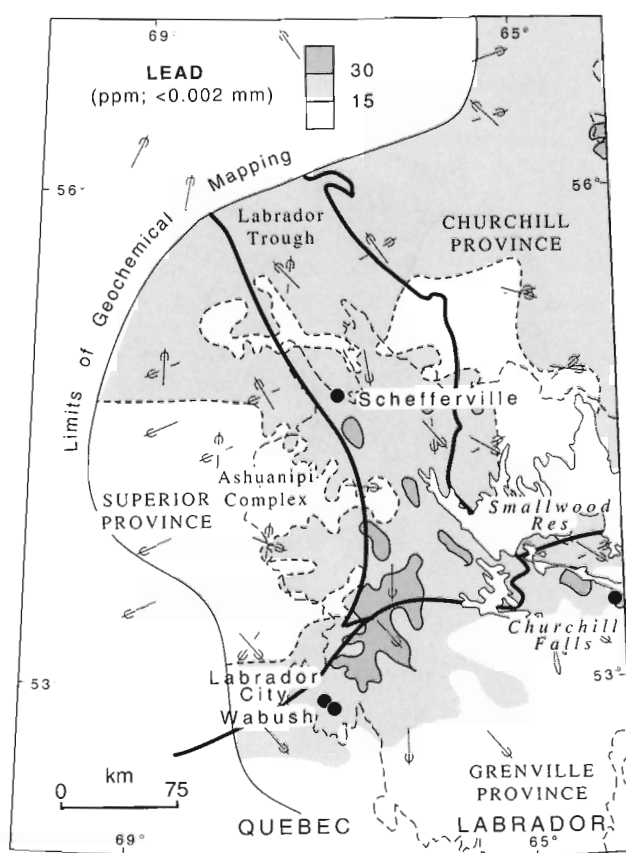 69°
65°
LEAD
(ppm; <0.002 mm)
30
15
Limits of Geochemical Mapping
56°
56°
Labrador
Trough
CHURCHILL
PROVINCE
Schefferville
Ashuanipi
Complex
SUPERIOR
PROVINCE
Smallwood
Res
Churchill
Falls
53
53°
Labrador
City
Wabush
km
0 75
GRENVILLE
PROVINCE
QUEBEC LABRADOR
69°
65°